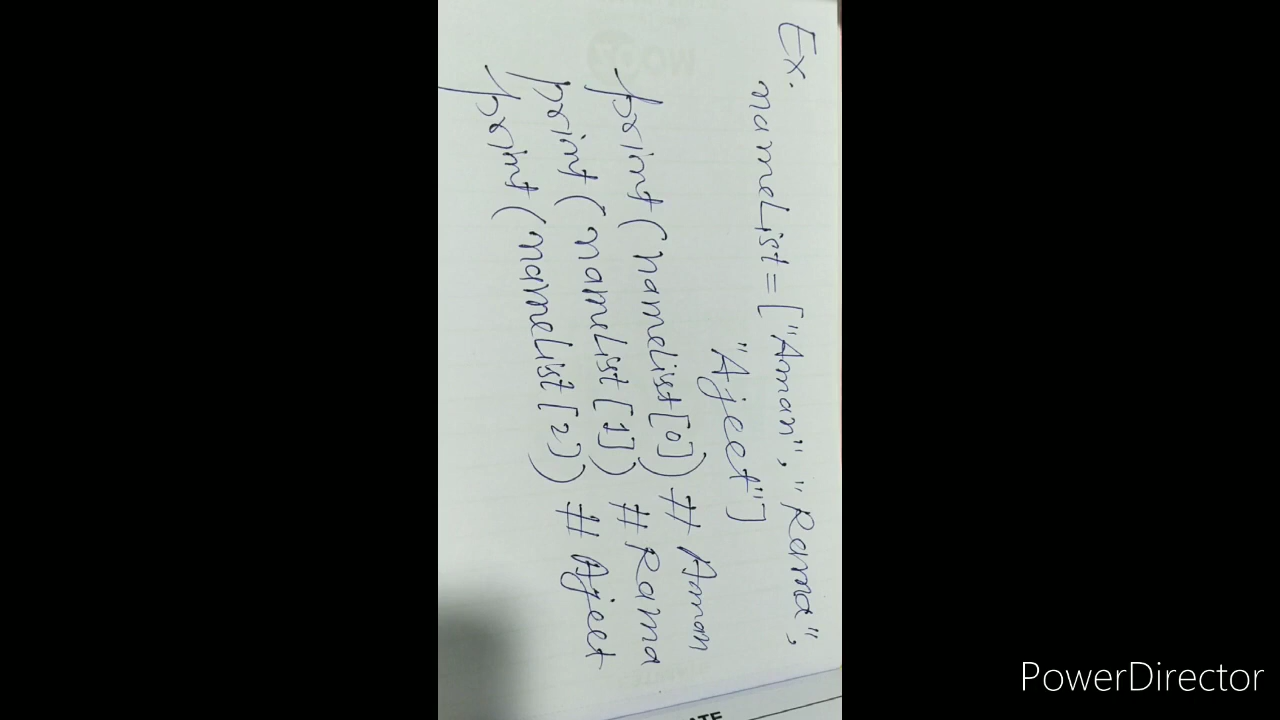 Ex.
nameList = ["Aman", "Rama",
"Ajeet"]
print(namelist[0]) # Aman
print(nameList[1]) # Rama
print(nameList[2]) # Ajeet
PowerDirector